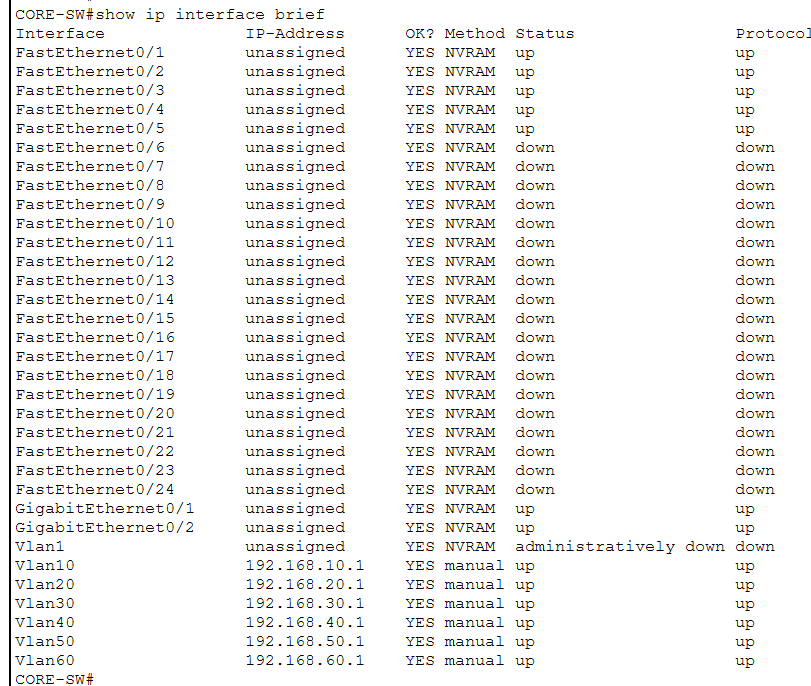 CORE-SW#show ip interface brief
Interface              IP-Address      OK? Method Status                Protocol
FastEthernet0/1        unassigned      YES NVRAM  up                    up
FastEthernet0/2        unassigned      YES NVRAM  up                    up
FastEthernet0/3        unassigned      YES NVRAM  up                    up
FastEthernet0/4        unassigned      YES NVRAM  up                    up
FastEthernet0/5        unassigned      YES NVRAM  up                    up
FastEthernet0/6        unassigned      YES NVRAM  down                  down
FastEthernet0/7        unassigned      YES NVRAM  down                  down
FastEthernet0/8        unassigned      YES NVRAM  down                  down
FastEthernet0/9        unassigned      YES NVRAM  down                  down
FastEthernet0/10       unassigned      YES NVRAM  down                  down
FastEthernet0/11       unassigned      YES NVRAM  down                  down
FastEthernet0/12       unassigned      YES NVRAM  down                  down
FastEthernet0/13       unassigned      YES NVRAM  down                  down
FastEthernet0/14       unassigned      YES NVRAM  down                  down
FastEthernet0/15       unassigned      YES NVRAM  down                  down
FastEthernet0/16       unassigned      YES NVRAM  down                  down
FastEthernet0/17       unassigned      YES NVRAM  down                  down
FastEthernet0/18       unassigned      YES NVRAM  down                  down
FastEthernet0/19       unassigned      YES NVRAM  down                  down
FastEthernet0/20       unassigned      YES NVRAM  down                  down
FastEthernet0/21       unassigned      YES NVRAM  down                  down
FastEthernet0/22       unassigned      YES NVRAM  down                  down
FastEthernet0/23       unassigned      YES NVRAM  down                  down
FastEthernet0/24       unassigned      YES NVRAM  down                  down
GigabitEthernet0/1     unassigned      YES NVRAM  up                    up
GigabitEthernet0/2     unassigned      YES NVRAM  up                    up
Vlan1                  unassigned      YES NVRAM  administratively down down
Vlan10                 192.168.10.1    YES manual up                    up
Vlan20                 192.168.20.1    YES manual up                    up
Vlan30                 192.168.30.1    YES manual up                    up
Vlan40                 192.168.40.1    YES manual up                    up
Vlan50                 192.168.50.1    YES manual up                    up
Vlan60                 192.168.60.1    YES manual up                    up
CORE-SW#